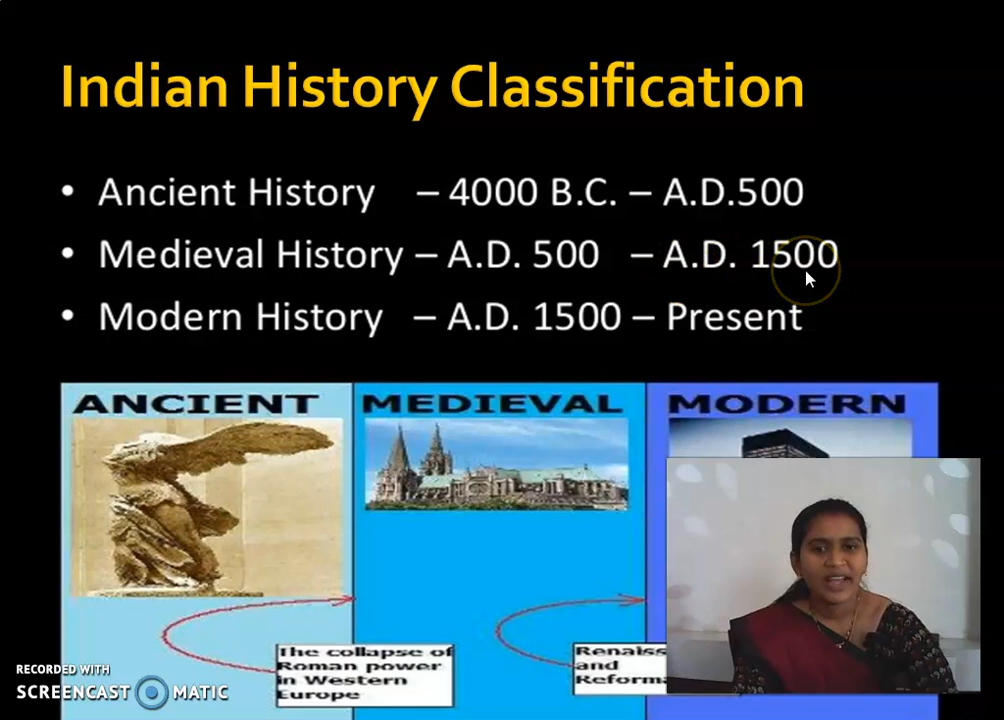 Indian History Classification
• Ancient History – 4000 B.C. – A.D.500
• Medieval History – A.D. 500 – A.D. 1500
• Modern History – A.D. 1500 – Present
ANCIENT MEDIEVAL MODERN
The collapse of
Roman power
in Western
Europe
and
RECORDED WITH
SCREENCAST MATIC